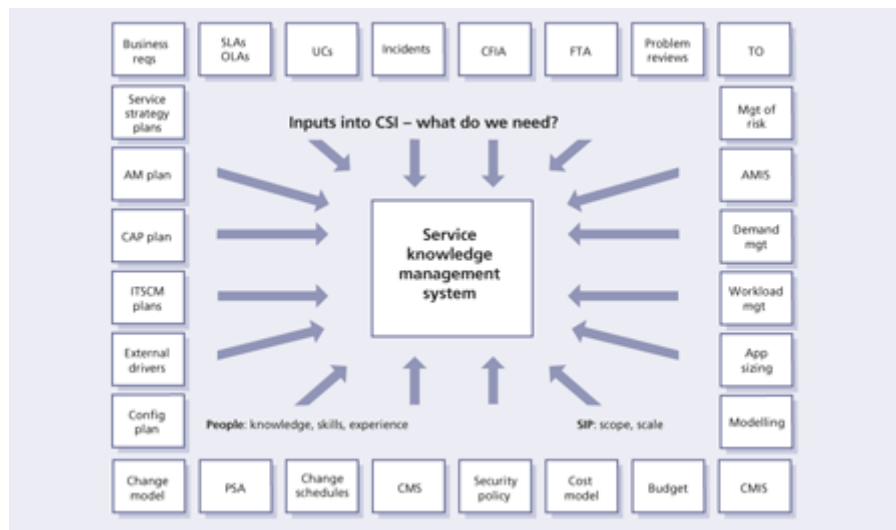 Business
reqs
SLAs
OLAs
UCs
Incidents
CFIA
FTA
Problem
reviews
TO
Service
strategy
plans
Inputs into CSI – what do we need?
Mgt of
risk
AM plan
AMIS
CAP plan
Service
knowledge
management
system
Demand
mgt
ITSCM
plans
Workload
mgt
External
drivers
App
sizing
Config
plan
People: knowledge, skills, experience
SIP: scope, scale
Modelling
Change
model
PSA
Change
schedules
CMS
Security
policy
Cost
model
Budget
CMIS